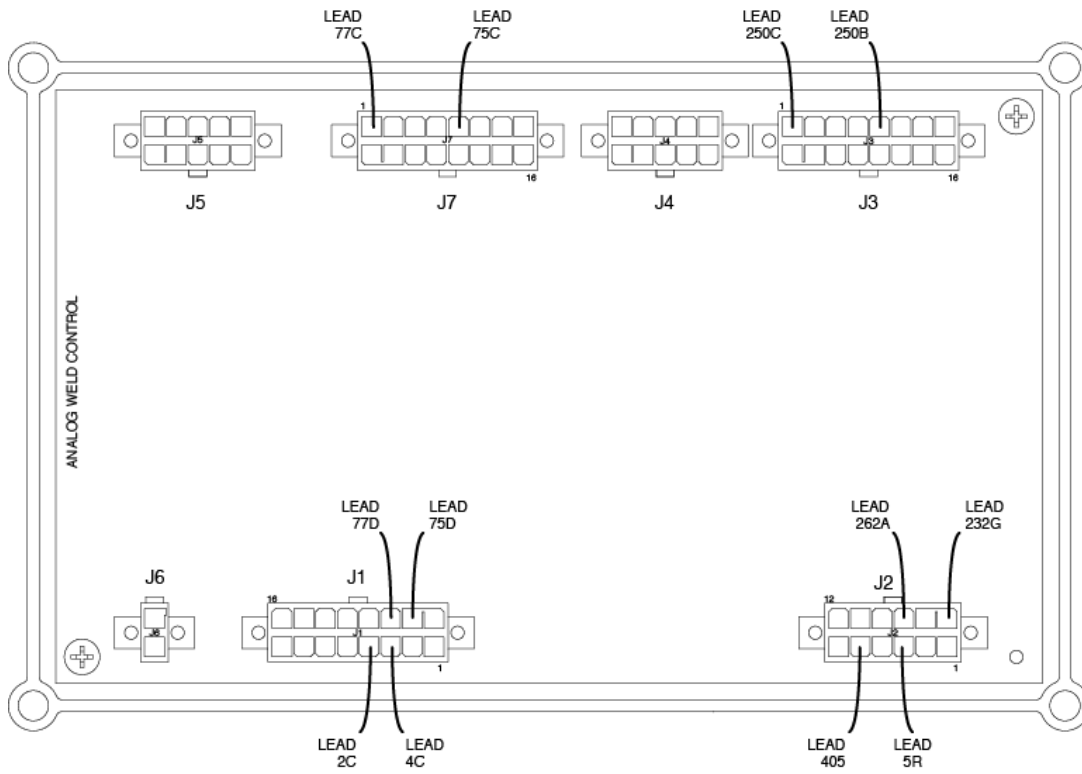 LEAD
77C
LEAD
75C
LEAD
250C
LEAD
250B
1
1
J5
J7
J4
J3
16
16
J5
J7
J4
J3
ANALOG WELD CONTROL
LEAD
77D
LEAD
75D
LEAD
262A
LEAD
232G
J6
J1
J2
16
12
J6
J1
J2
1
1
LEAD
2C
LEAD
4C
LEAD
405
LEAD
5R